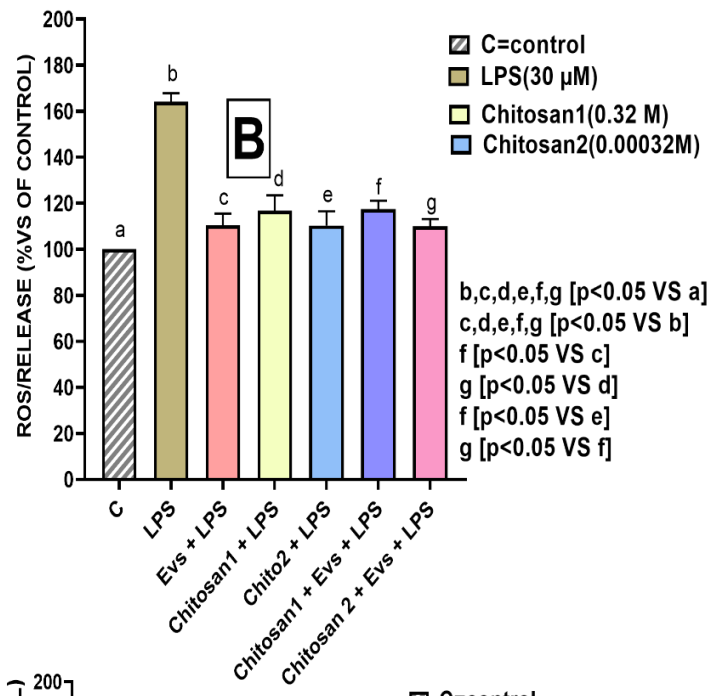 200
180
160
140
120
100
80
60
40
20
0
ROS/RELEASE (%VS OF CONTROL)
B
a
b
c
d
e
f
g
C=control
LPS(30 µM)
Chitosan1(0.32 M)
Chitosan2(0.00032M)
b,c,d,e,f,g [p<0.05 VS a]
c,d,e,f,g [p<0.05 VS b]
f [p<0.05 VS c]
g [p<0.05 VS d]
f [p<0.05 VS e]
g [p<0.05 VS f]
C
LPS
Evs + LPS
Chitosan1 + LPS
Chito2 + LPS
Chitosan1 + Evs + LPS
Chitosan 2 + Evs + LPS
200